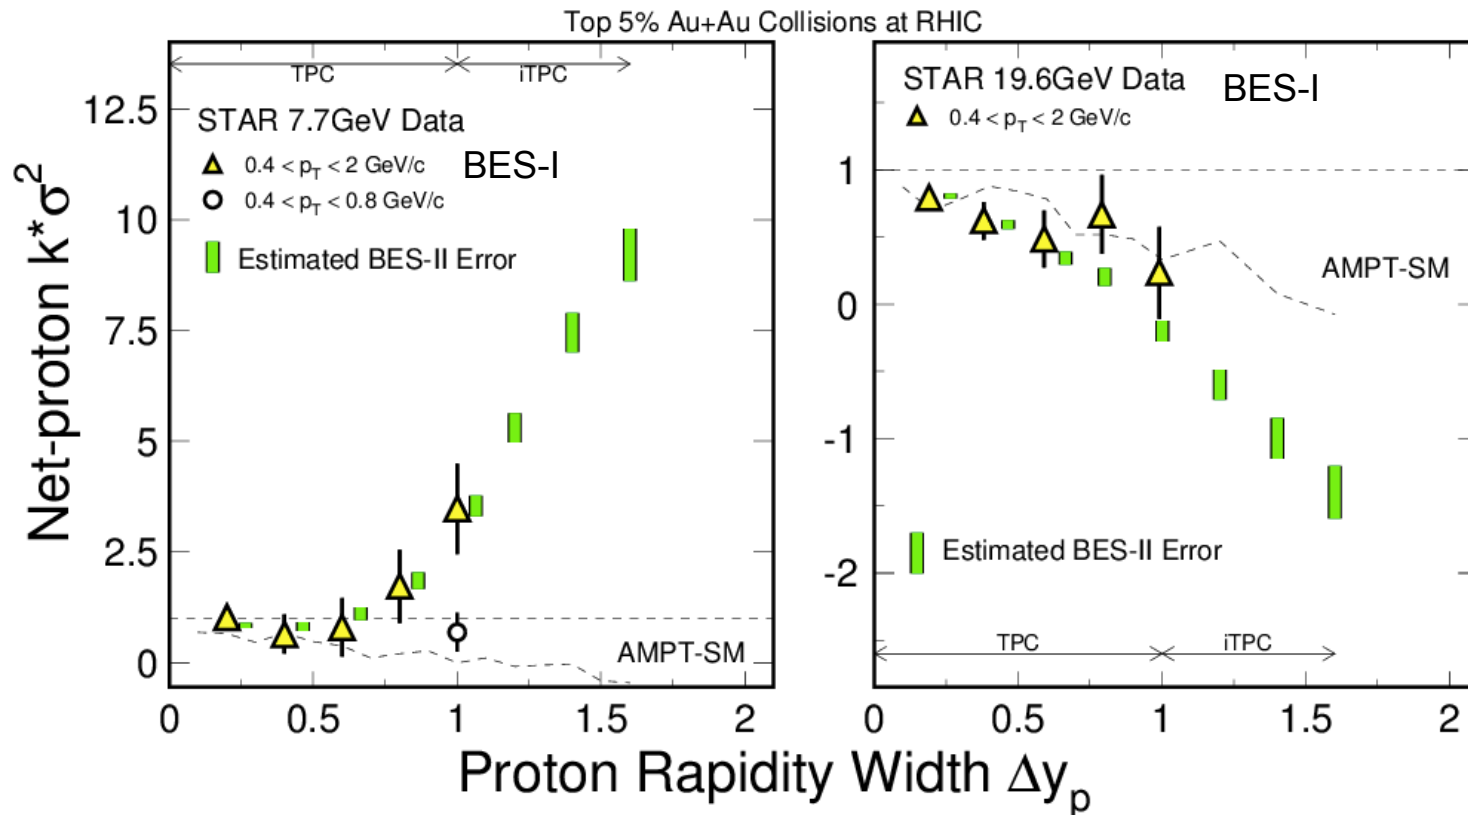 Top 5% Au+Au Collisions at RHIC
TPC
iTPC
STAR 7.7GeV Data
BES-I
0.4 < pT < 2 GeV/c
0.4 < pT < 0.8 GeV/c
Estimated BES-II Error
AMPT-SM
12.5
10
7.5
5
2.5
0
0 0.5 1 1.5 2
Net-proton k*σ2
STAR 19.6GeV Data
BES-I
0.4 < pT < 2 GeV/c
AMPT-SM
Estimated BES-II Error
TPC
iTPC
1
0
-1
-2
0 0.5 1 1.5 2
Proton Rapidity Width Δyp